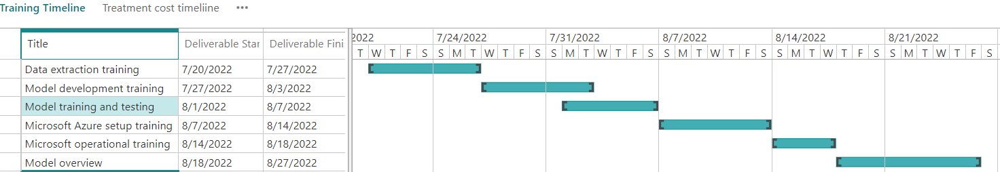 Training Timeline Treatment cost timeliine •••
Title Deliverable Star Deliverable Fini 2022 7/24/2022 7/31/2022 8/7/2022 8/14/2022 8/21/2022
T W T F S S M T W T F S S M T W T F S S M T W T F S S M T W T F S S M T W T F S
Data extraction training 7/20/2022 7/27/2022
Model development training 7/27/2022 8/3/2022
Model training and testing 8/1/2022 8/7/2022
Microsoft Azure setup training 8/7/2022 8/14/2022
Microsoft operational training 8/14/2022 8/18/2022
Model overview 8/18/2022 8/27/2022